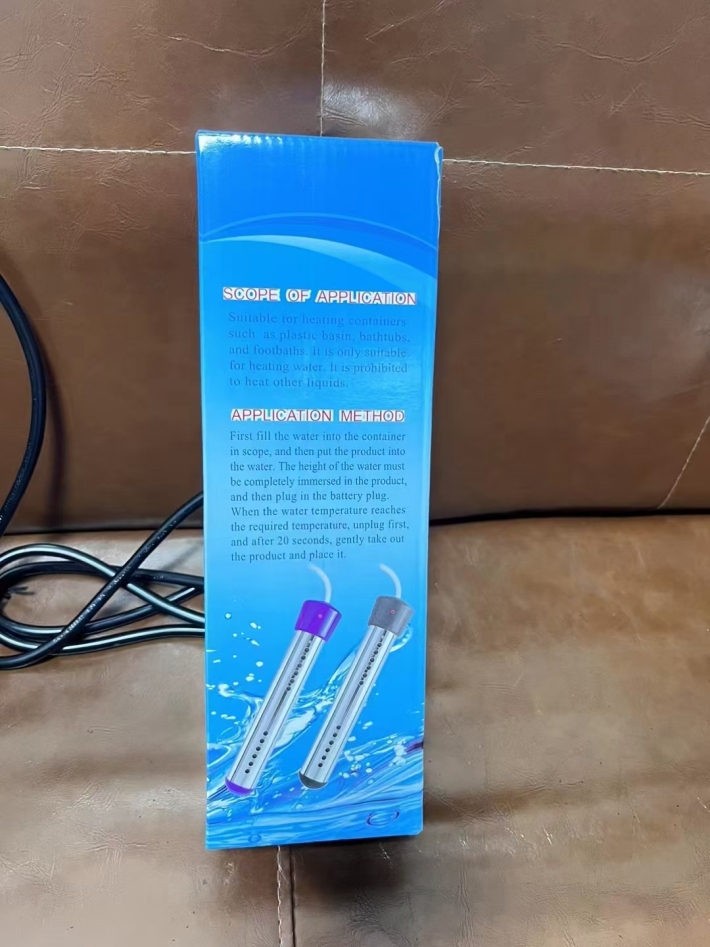 SCOPE OF APPLICATION
Suitable for heating containers
such as plastic basin, bathtubs,
and footbaths. It is only suitable
for heating water. It is prohibited
to heat other liquids.
APPLICATION METHOD
First fill the water into the container
in scope, and then put the product into
the water. The height of the water must
be completely immersed in the product,
and then plug in the battery plug.
When the water temperature reaches
the required temperature, unplug first,
and after 20 seconds, gently take out
the product and place it.